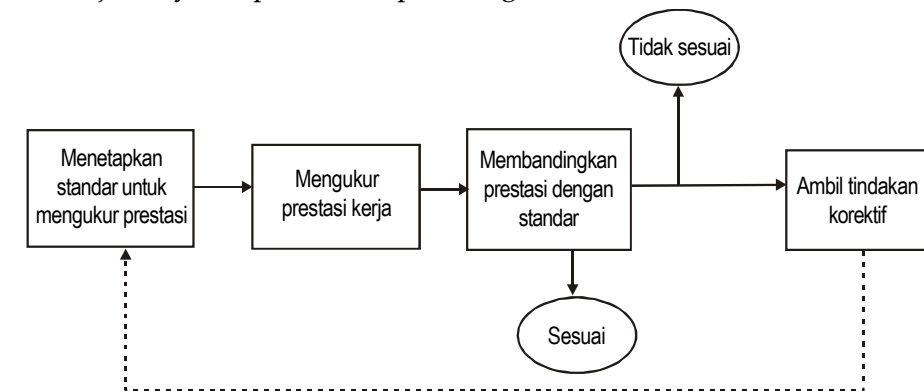 Tidak sesuai
Menetapkan
standar untuk
mengukur prestasi
Mengukur
prestasi kerja
Membandingkan
prestasi dengan
standar
Ambil tindakan
korektif
Sesuai